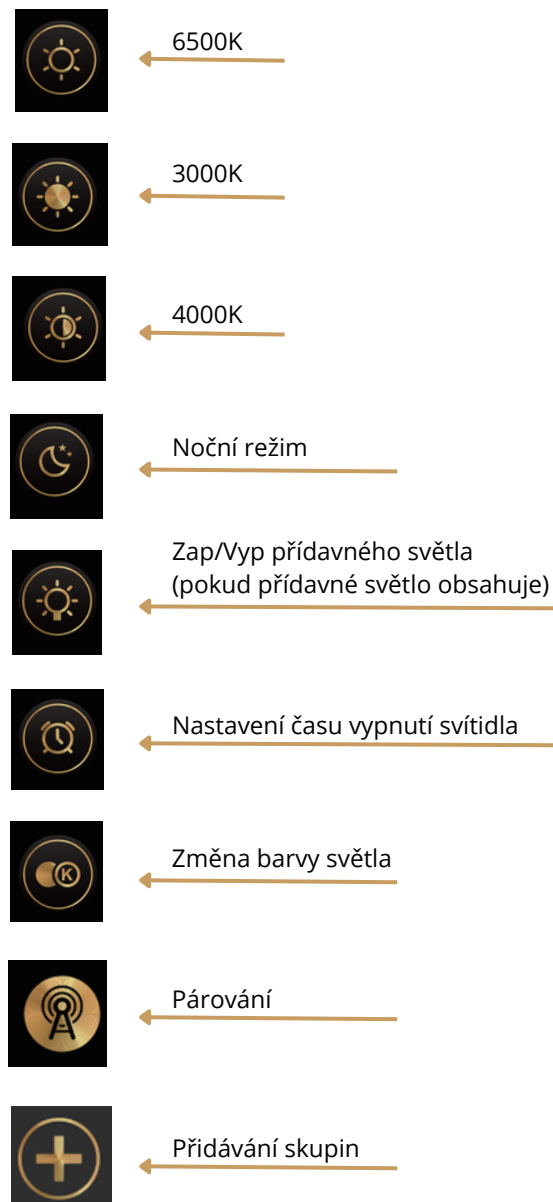 6500K
3000K
4000K
Noční režim
Zap/Vyp přídavného světla
(pokud přídavné světlo obsahuje)
Nastavení času vypnutí svítidla
Změna barvy světla
K
Párování
Přidávání skupin